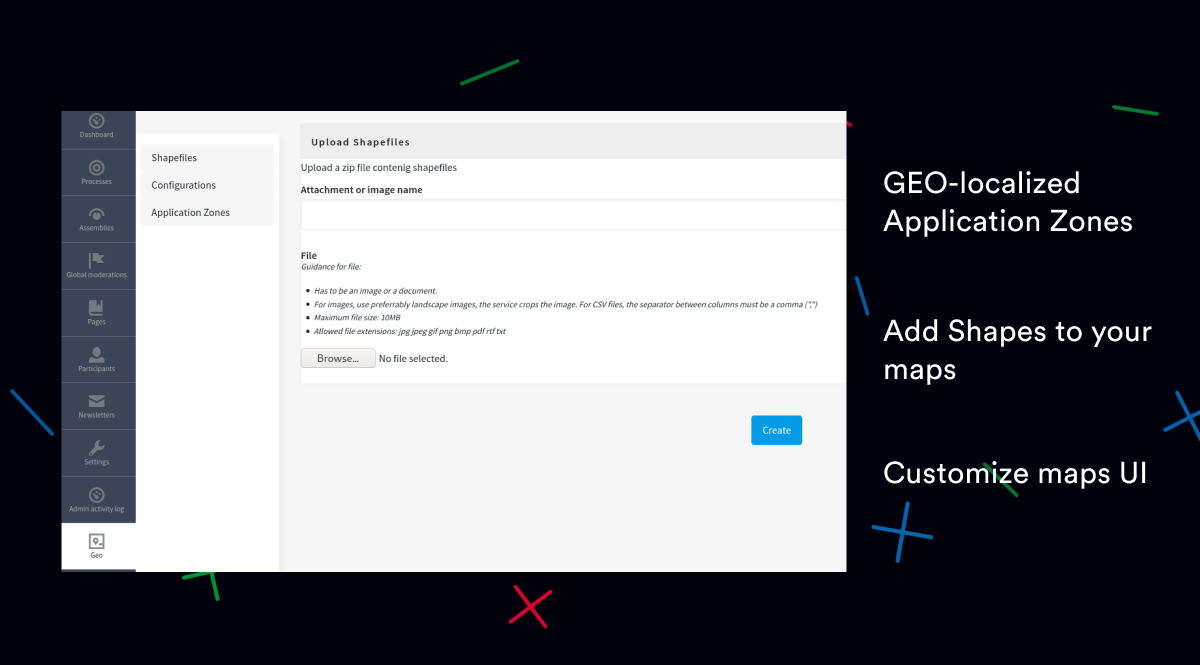 Dashboard
Processes
Assemblies
Global moderations
Pages
Participants
Newsletters
Settings
Admin activity log
Geo
Shapefiles
Configurations
Application Zones
Upload Shapefiles
Upload a zip file contenig shapefiles
Attachment or image name
File
Guidance for file:
Has to be an image or a document.
For images, use preferrably landscape images, the service crops the image. For CSV files, the separator between columns must be a comma (",")
Maximum file size: 10MB
Allowed file extensions: jpg jpeg gif png bmp pdf rtf txt
Browse... No file selected.
Create
GEO-localized
Application Zones
Add Shapes to your
maps
Customize maps UI